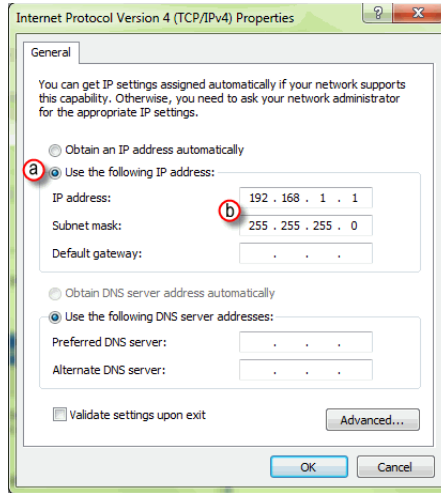 Internet Protocol Version 4 (TCP/IPv4) Properties
General
You can get IP settings assigned automatically if your network supports
this capability. Otherwise, you need to ask your network administrator
for the appropriate IP settings.
Obtain an IP address automatically
a Use the following IP address:
IP address: 192 . 168 . 1 . 1
b
Subnet mask: 255 . 255 . 255 . 0
Default gateway: . . .
Obtain DNS server address automatically
Use the following DNS server addresses:
Preferred DNS server: . . .
Alternate DNS server: . . .
Validate settings upon exit
Advanced...
OK Cancel